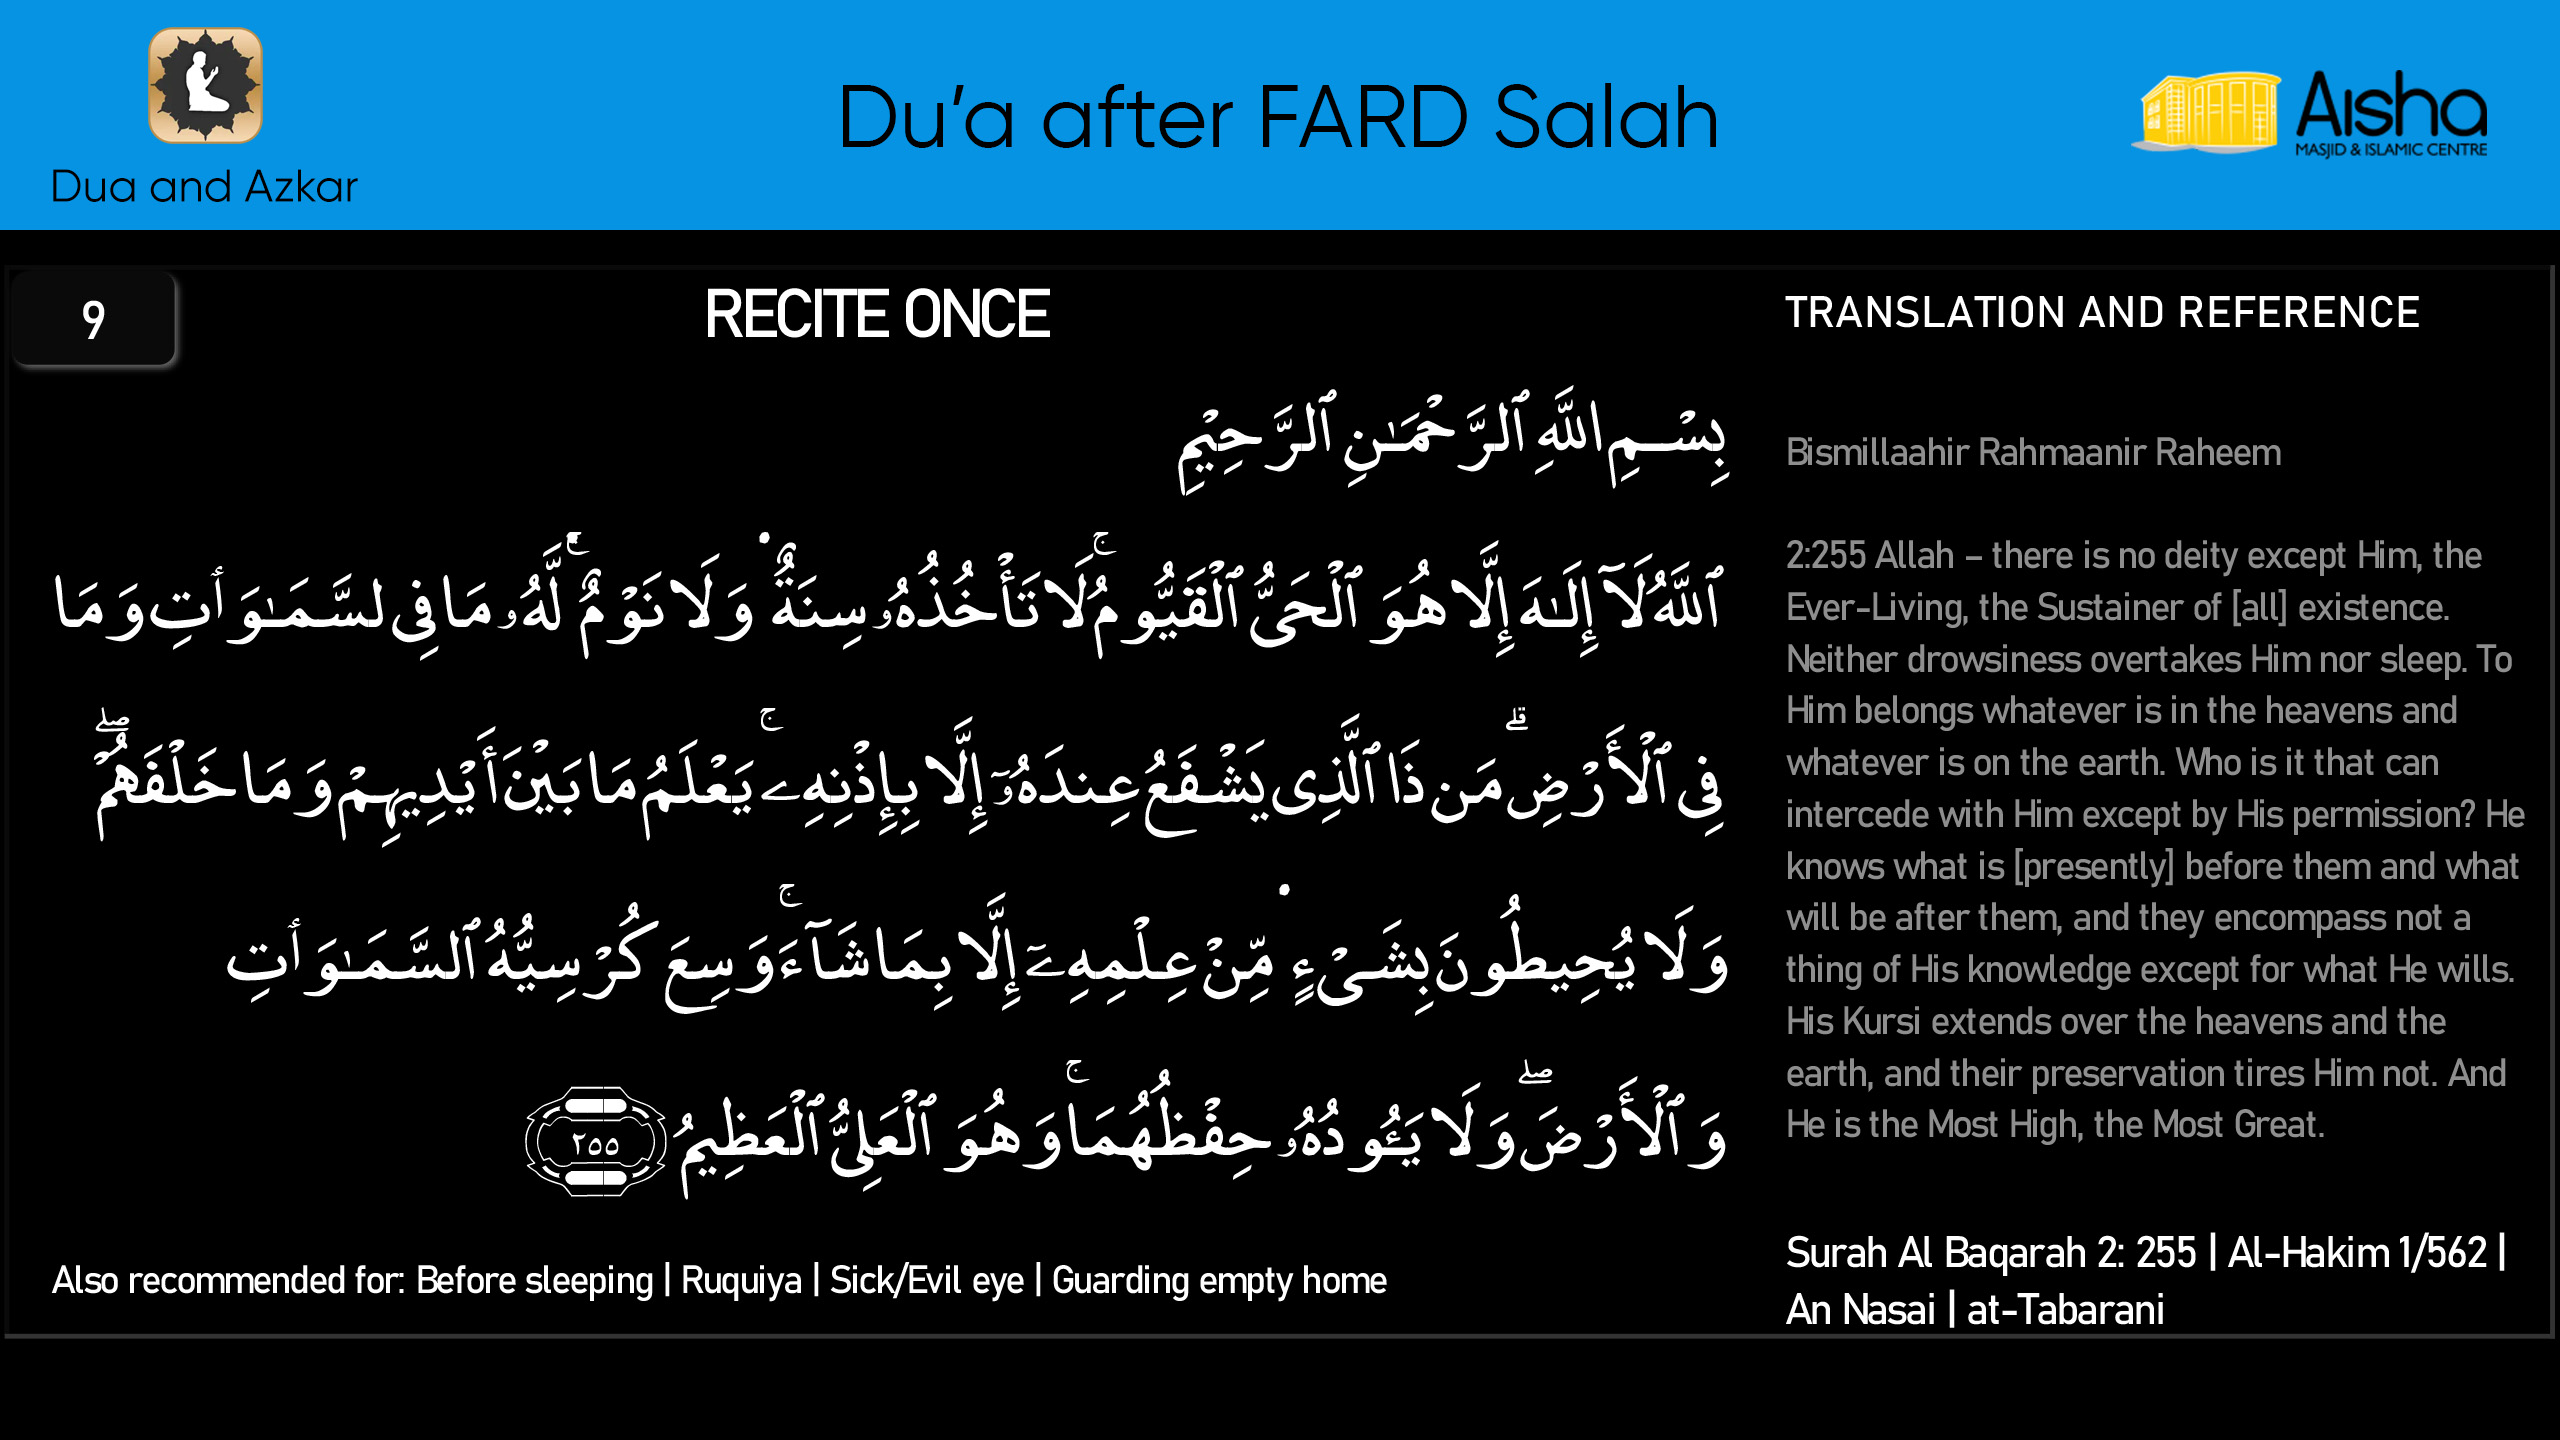 Dua and Azkar
Du’a after FARD Salah
Aisha
MASJID & ISLAMIC CENTRE
9
RECITE ONCE
بِسْمِ اللَّهِ ٱلرَّحْمَـٰنِ ٱلرَّحِيْمِ
ٱللَّهُ لَآ إِلَـٰهَ إِلَّا هُوَ ٱلْحَىُّ ٱلْقَيُّومُ ۚ لَا تَأْخُذُهُۥ سِنَةٌ وَلَا نَوْمٌ ۚ لَّهُۥ مَا فِى لسَّمَـٰوَٲتِ وَمَا
فِى ٱلْأَرْضِ ۗ مَن ذَا ٱلَّذِى يَشْفَعُ عِندَهُۥٓ إِلَّا بِإِذْنِهِۦ ۚ يَعْلَمُ مَا بَيْنَ أَيْدِيهِمْ وَمَا خَلْفَهُمْ ۖ
وَلَا يُحِيطُونَ بِشَىْءٍ مِّنْ عِلْمِهِۦٓ إِلَّا بِمَا شَآءَ ۚ وَسِعَ كُرْسِيُّهُ ٱلسَّمَـٰوَٲتِ
وَٱلْأَرْضَ ۖ وَلَا يَـُٔودُهُۥ حِفْظُهُمَا ۚ وَهُوَ ٱلْعَلِىُّ ٱلْعَظِيمُ ٢٥٥
Also recommended for: Before sleeping | Ruquiya | Sick/Evil eye | Guarding empty home
TRANSLATION AND REFERENCE
Bismillaahir Rahmaanir Raheem
2:255 Allah – there is no deity except Him, the
Ever-Living, the Sustainer of [all] existence.
Neither drowsiness overtakes Him nor sleep. To
Him belongs whatever is in the heavens and
whatever is on the earth. Who is it that can
intercede with Him except by His permission? He
knows what is [presently] before them and what
will be after them, and they encompass not a
thing of His knowledge except for what He wills.
His Kursi extends over the heavens and the
earth, and their preservation tires Him not. And
He is the Most High, the Most Great.
Surah Al Baqarah 2: 255 | Al-Hakim 1/562 |
An Nasai | at-Tabarani